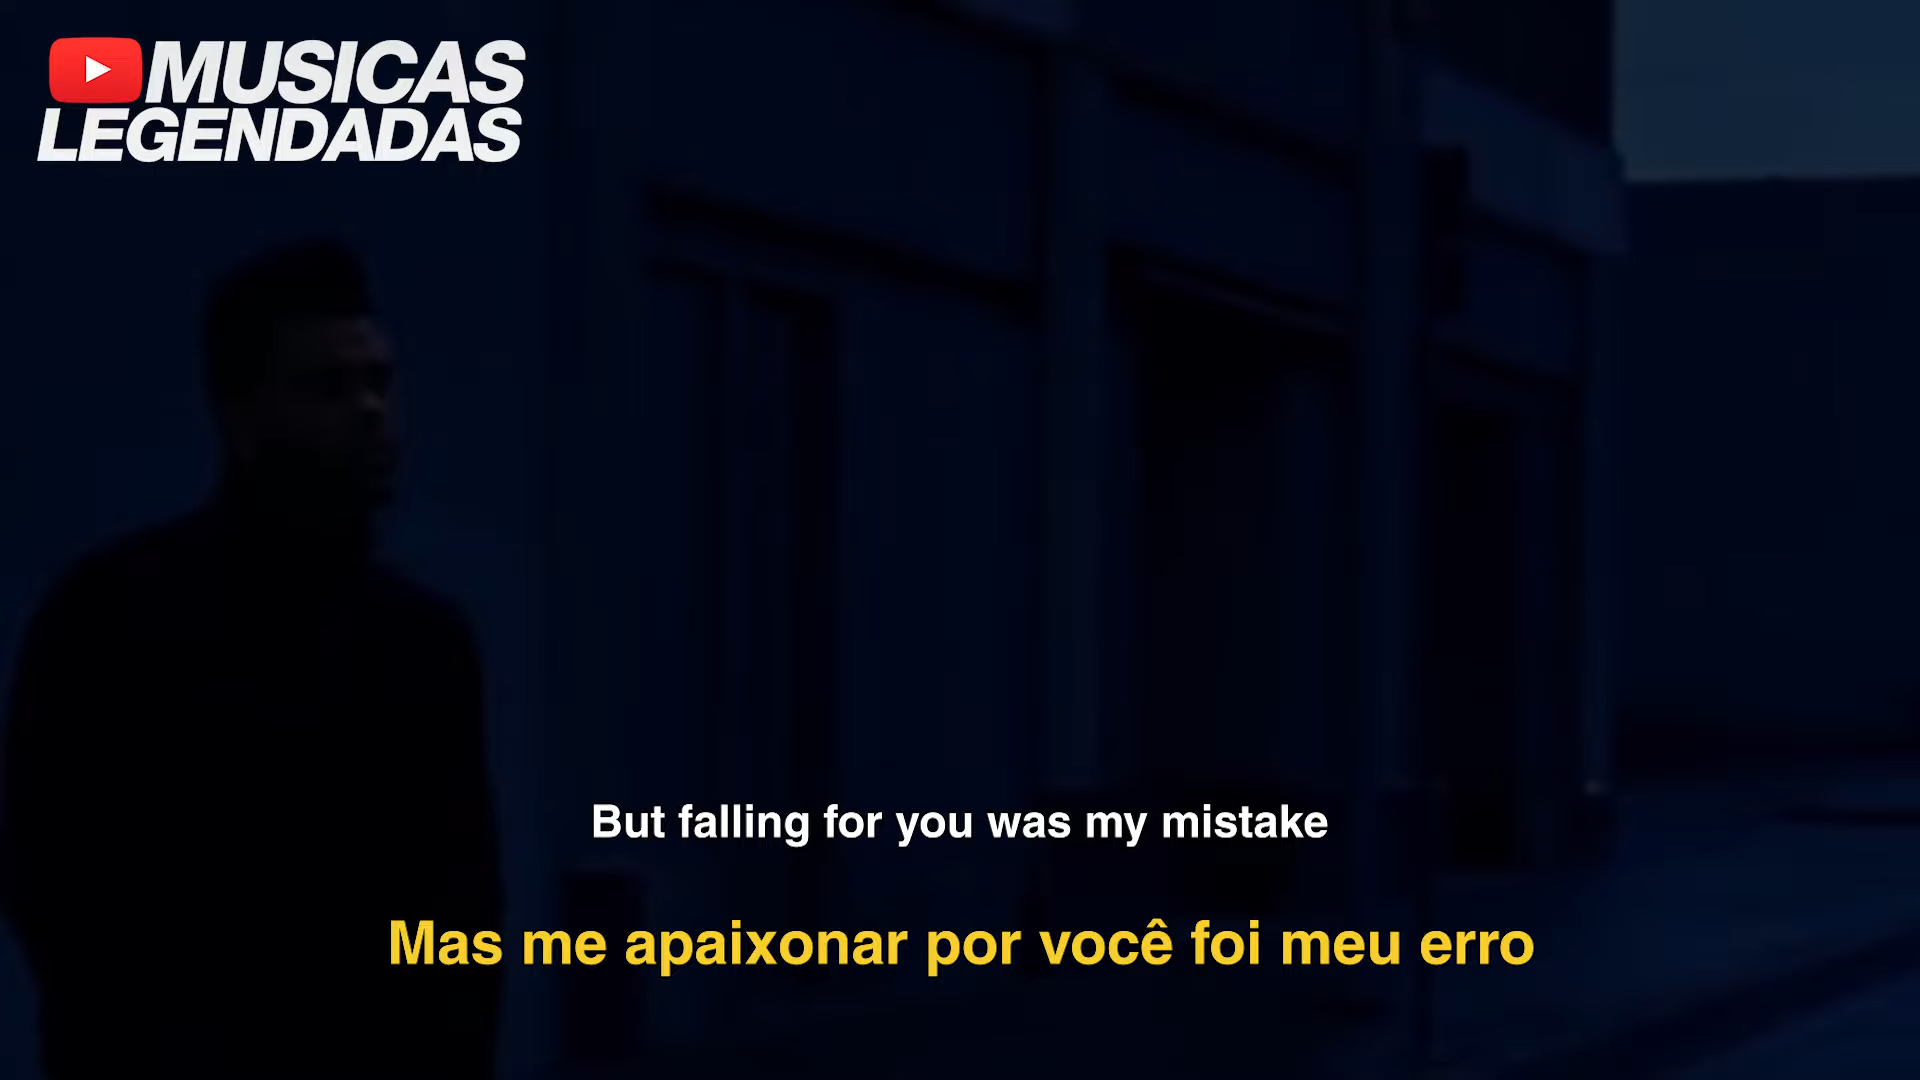 MUSICAS
LEGENDADAS
But falling for you was my mistake
Mas me apaixonar por você foi meu erro